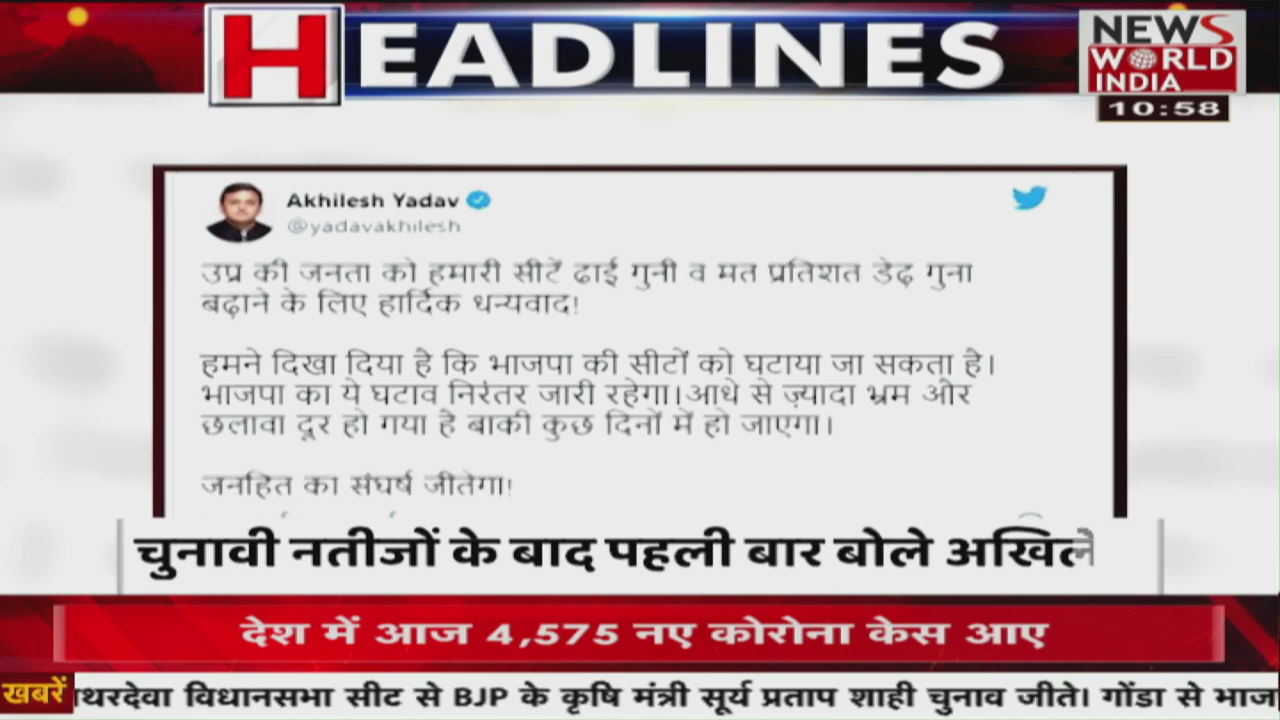 HEADLINES
NEWS
WORLD
INDIA
10:58
Akhilesh Yadav
@yadavakhilesh
उप्र की जनता को हमारी सीटें ढाई गुनी व मत प्रतिशत डेढ़ गुना
बढ़ाने के लिए हार्दिक धन्यवाद!
हमने दिखा दिया है कि भाजपा की सीटों को घटाया जा सकता है।
भाजपा का ये घटाव निरंतर जारी रहेगा।आधे से ज़्यादा भ्रम और
छलावा दूर हो गया है बाकी कुछ दिनों में हो जाएगा।
जनहित का संघर्ष जीतेगा!
चुनावी नतीजों के बाद पहली बार बोले अखिले
देश में आज 4,575 नए कोरोना केस आए
खबरें थरदेवा विधानसभा सीट से BJP के कृषि मंत्री सूर्य प्रताप शाही चुनाव जीते। गोंडा से भाज